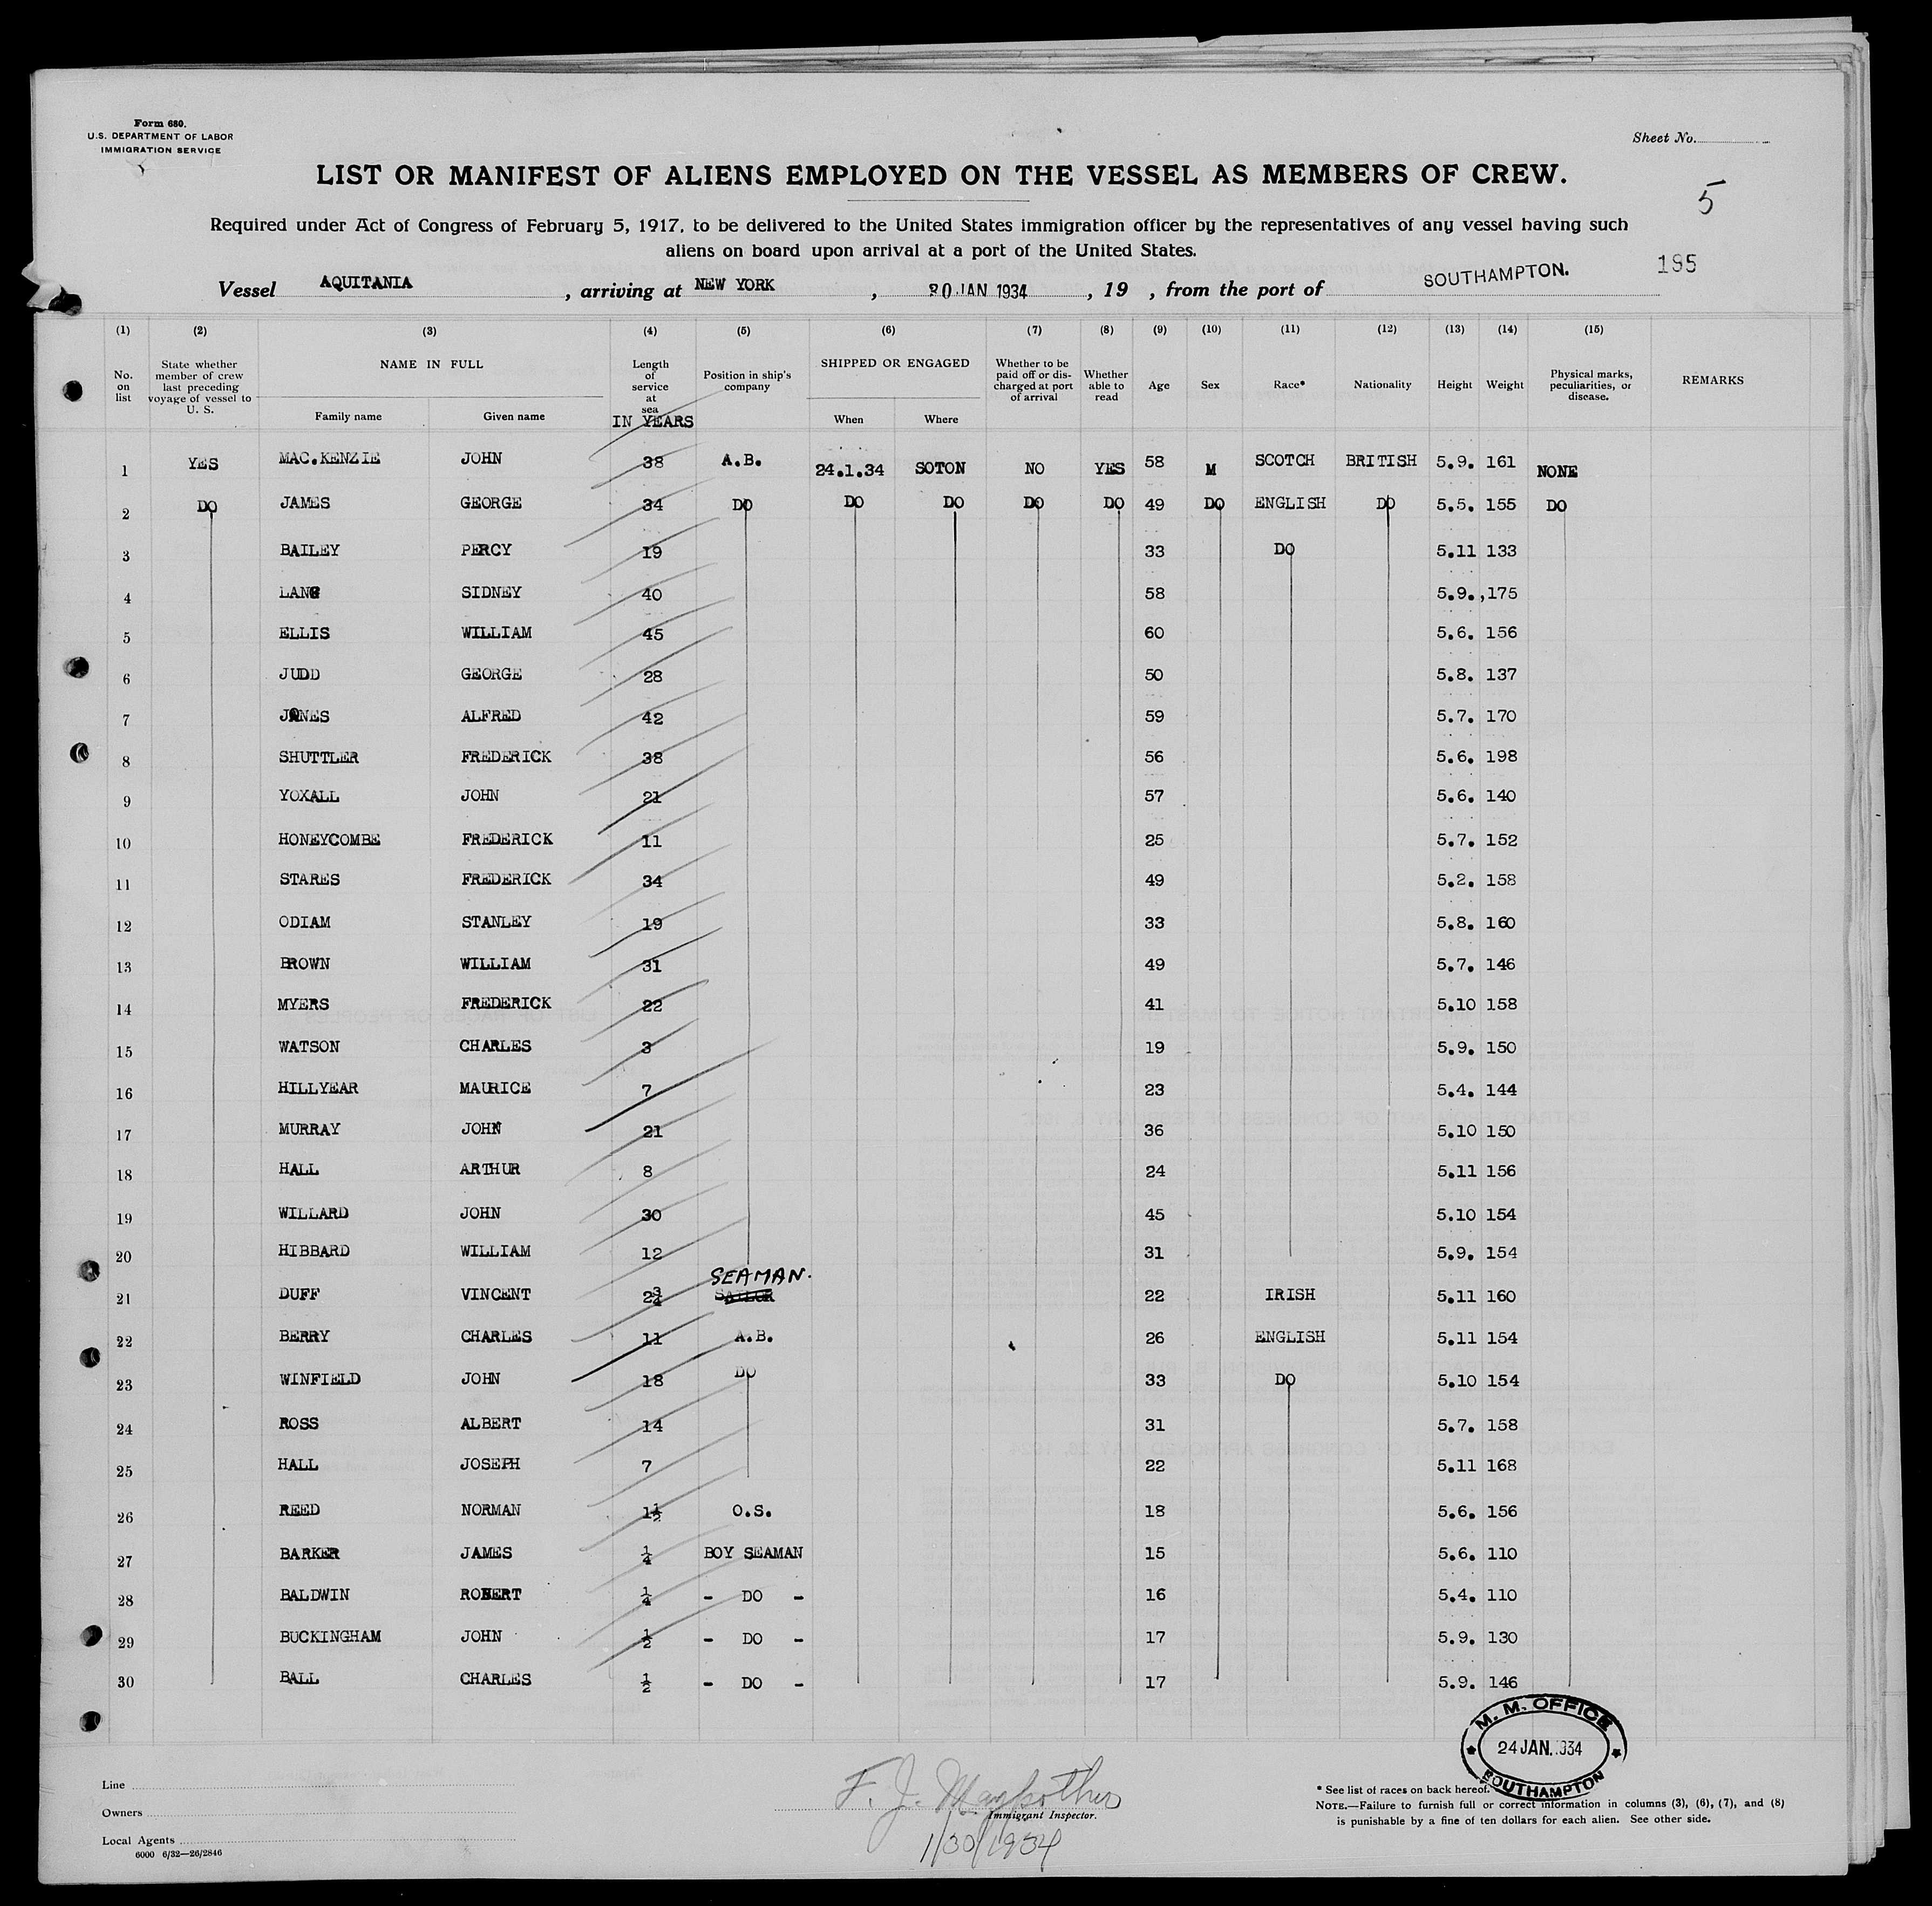 Form 680.
U.S. DEPARTMENT OF LABOR
IMMIGRATION SERVICE
Sheet No.
LIST OR MANIFEST OF ALIENS EMPLOYED ON THE VESSEL AS MEMBERS OF CREW.
5
Required under Act of Congress of February 5, 1917, to be delivered to the United States immigration officer by the representatives of any vessel having such
aliens on board upon arrival at a port of the United States.
195
Vessel AQUITANIA, arriving at NEW YORK, 30 JAN 1934, 19 , from the port of SOUTHAMPTON.
(1) (2) (3) (4) (5) (6) (7) (8) (9) (10) (11) (12) (13) (14) (15)
No. on list
State whether member of crew last preceding voyage of vessel to U. S.
NAME IN FULL
Family name Given name
Length of service at sea
IN YEARS
Position in ship's company
SHIPPED OR ENGAGED
When Where
Whether to be paid off or discharged at port of arrival
Whether able to read
Age
Sex
Race*
Nationality
Height
Weight
Physical marks, peculiarities, or disease.
REMARKS
1 YES MAC.KENZIE JOHN 38 A.B. 24.1.34 SOTON NO YES 58 M SCOTCH BRITISH 5.9. 161 NONE
2 DO JAMES GEORGE 34 DO DO DO DO DO 49 DO ENGLISH DO 5.5. 155 DO
3 BAILEY PERCY 19 33 DO 5.11 133
4 SIDNEY 40 58 5.9. 175
5 ELLIS WILLIAM 45 60 5.6. 156
6 JUDD GEORGE 28 50 5.8. 137
7 JONES ALFRED 42 59 5.7. 170
8 SHUTTLER FREDERICK 38 56 5.6. 198
9 YOXALL JOHN 21 57 5.6. 140
10 HONEYCOMBE FREDERICK 11 25 5.7. 152
11 STARES FREDERICK 34 49 5.2. 158
12 ODIAM STANLEY 19 33 5.8. 160
13 BROWN WILLIAM 31 49 5.7. 146
14 MYERS FREDERICK 22 41 5.10 158
15 WATSON CHARLES 3 19 5.9. 150
16 HILLYEAR MAURICE 7 23 5.4. 144
17 MURRAY JOHN 21 36 5.10 150
18 HALL ARTHUR 8 24 5.11 156
19 WILLARD JOHN 30 45 5.10 154
20 HIBBARD WILLIAM 12 31 5.9. 154
SEAMAN.
21 DUFF VINCENT 2¾ SAILOR 22 IRISH 5.11 160
22 BERRY CHARLES 11 A.B. 26 ENGLISH 5.11 154
23 WINFIELD JOHN 18 DO 33 DO 5.10 154
24 ROSS ALBERT 14 31 5.7. 158
25 HALL JOSEPH 7 22 5.11 168
26 REED NORMAN 1½ O.S. 18 5.6. 156
27 BARKER JAMES ¼ BOY SEAMAN 15 5.6. 110
28 BALDWIN ROBERT ¼ - DO - 16 5.4. 110
29 BUCKINGHAM JOHN ½ - DO - 17 5.9. 130
30 BALL CHARLES ½ - DO - 17 5.9. 146
M. M. OFFICE
24 JAN. 1934
SOUTHAMPTON
Line
Owners
Local Agents
6000 6/32—26/2846
F. J.
Immigrant Inspector.
1/30/1934
* See list of races on back hereof.
NOTE.—Failure to furnish full or correct information in columns (3), (6), (7), and (8)
is punishable by a fine of ten dollars for each alien. See other side.